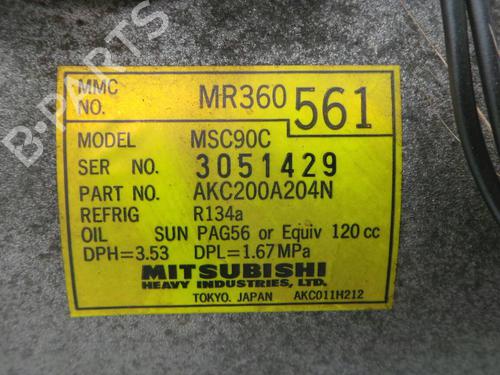 B-PARTS
MMC NO. MR360 561
MODEL MSC90C
SER NO. 3051429
PART NO. AKC200A204N
REFRIG R134a
OIL SUN PAG56 or Equiv 120 cc
DPH=3.53 DPL=1.67MPa
MITSUBISHI
HEAVY INDUSTRIES, LTD.
TOKYO. JAPAN AKC011H212